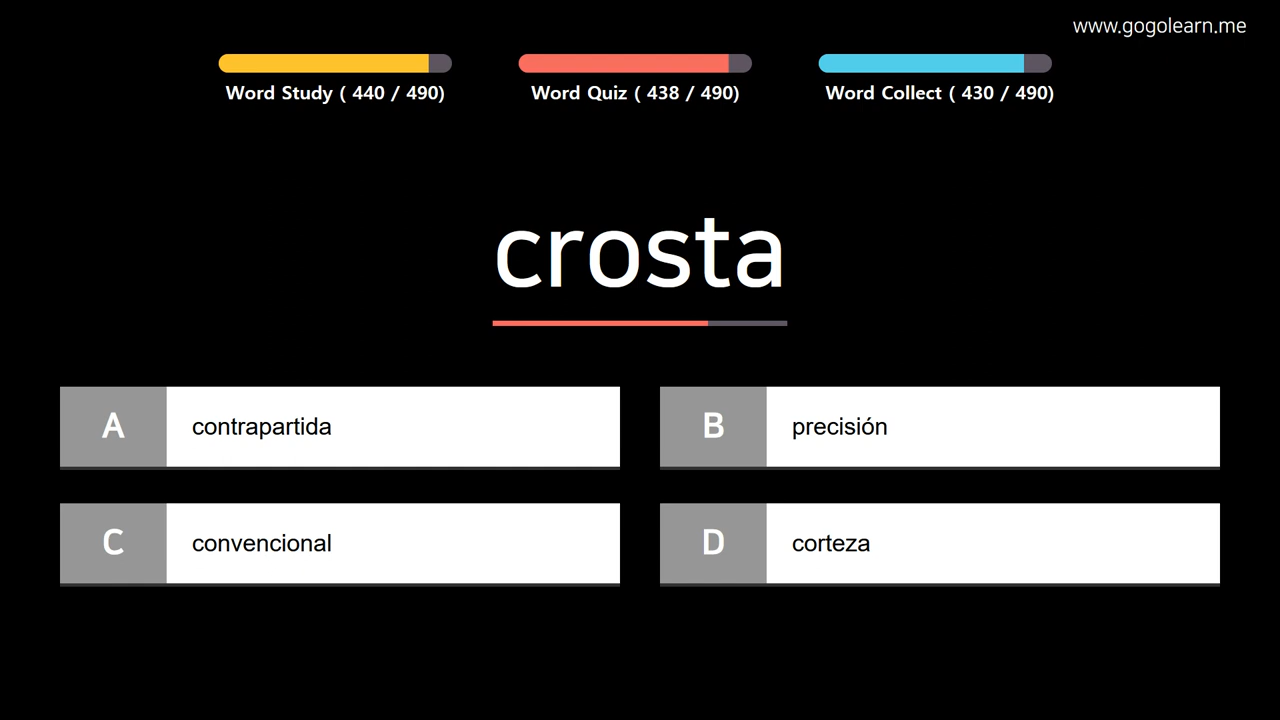 www.gogolearn.me
Word Study ( 440 / 490)
Word Quiz ( 438 / 490)
Word Collect ( 430 / 490)
crosta
A contrapartida
B precisión
C convencional
D corteza